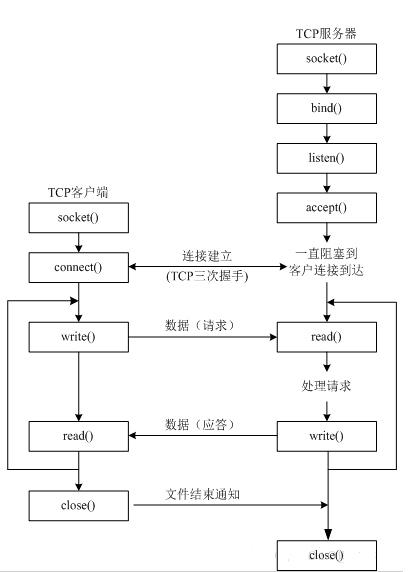 TCP服务器
socket()
bind()
listen()
accept()
TCP客户端
socket()
connect()
连接建立
(TCP三次握手)
一直阻塞到
客户连接到达
write()
数据（请求）
read()
处理请求
read()
数据（应答）
write()
close()
文件结束通知
close()